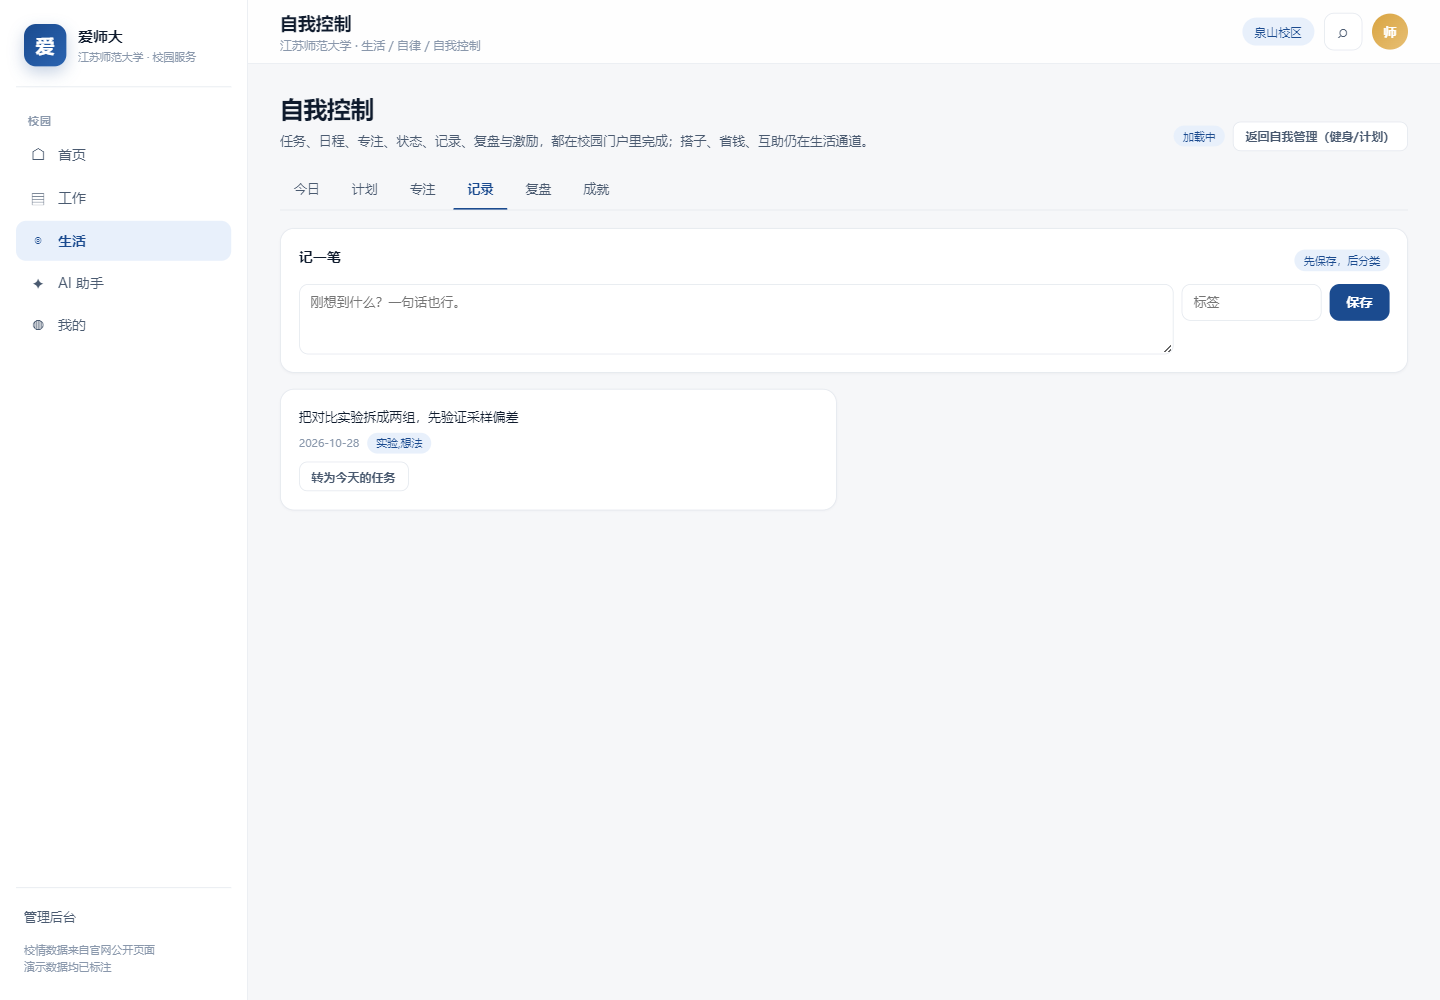 爱
爱师大
江苏师范大学 · 校园服务
校园
首页
工作
生活
AI 助手
我的
管理后台
校情数据来自官网公开页面
演示数据均已标注
自我控制
江苏师范大学 · 生活 / 自律 / 自我控制
泉山校区
师
自我控制
任务、日程、专注、状态、记录、复盘与激励，都在校园门户里完成；搭子、省钱、互助仍在生活通道。
加载中
返回自我管理（健身/计划）
今日 计划 专注 记录 复盘 成就
记一笔
先保存，后分类
刚想到什么？一句话也行。
标签
保存
把对比实验拆成两组，先验证采样偏差
2026-10-28 实验,想法
转为今天的任务